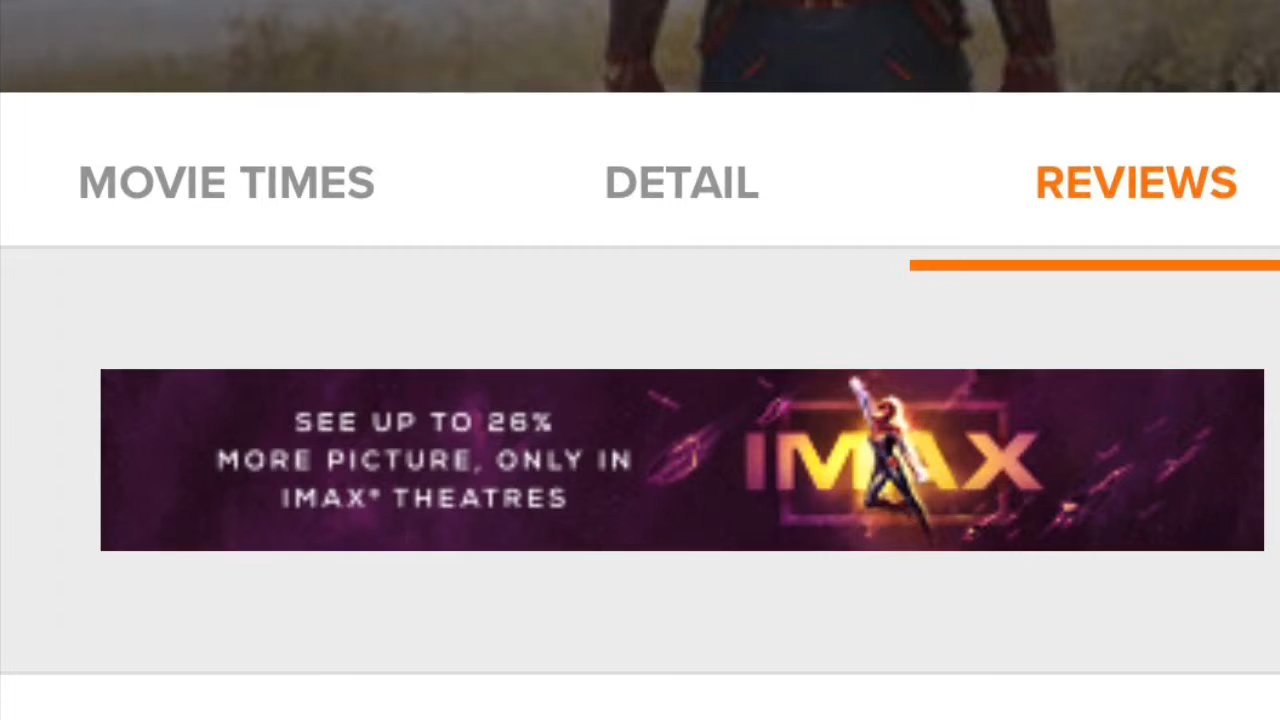 MOVIE TIMES DETAIL REVIEWS
SEE UP TO 26%
MORE PICTURE, ONLY IN
IMAX® THEATRES
IMAX